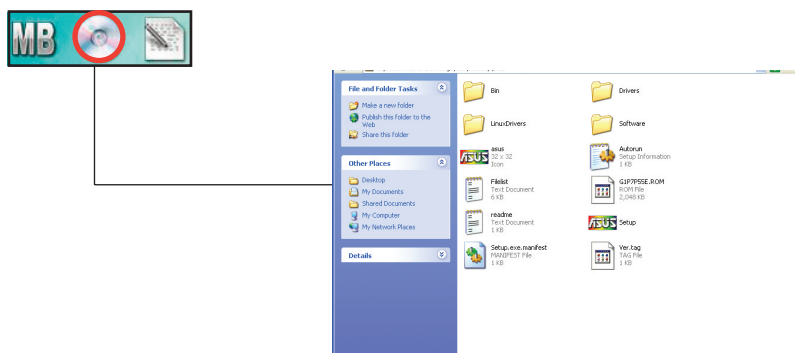 MB
File and Folder Tasks
Make a new folder
Publish this folder to the
Web
Share this folder
Other Places
Desktop
My Documents
Shared Documents
My Computer
My Network Places
Details
Bin
Drivers
LinuxDrivers
Software
asus
32 x 32
Icon
ASUS
Autorun
Setup Information
1 KB
Filelist
Text Document
6 KB
G1P7P55E.ROM
ROM File
2,048 KB
readme
Text Document
1 KB
ASUS
Setup
Setup.exe.manifest
MANIFEST File
1 KB
Ver.tag
TAG File
1 KB